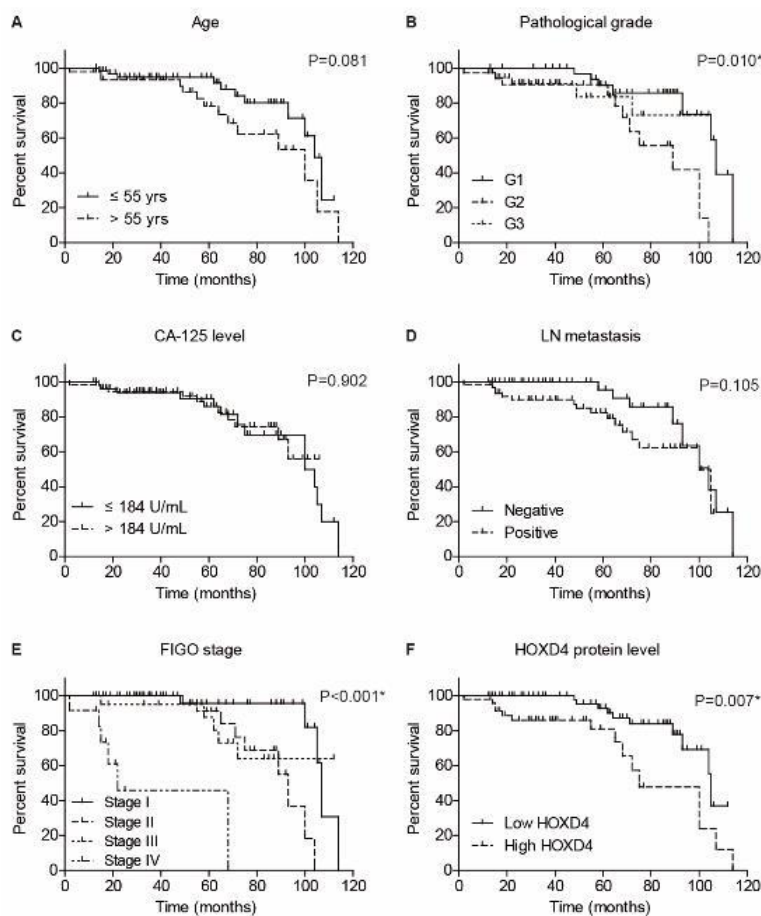 A Age
P=0.081
Percent survival
100
80
60
40
20
0
≤ 55 yrs
> 55 yrs
0 20 40 60 80 100 120
Time (months)
B Pathological grade
P=0.010*
Percent survival
100
80
60
40
20
0
G1
G2
G3
0 20 40 60 80 100 120
Time (months)
C CA-125 level
P=0.902
Percent survival
100
80
60
40
20
0
≤ 184 U/mL
> 184 U/mL
0 20 40 60 80 100 120
Time (months)
D LN metastasis
P=0.105
Percent survival
100
80
60
40
20
0
Negative
Positive
0 20 40 60 80 100 120
Time (months)
E FIGO stage
P<0.001*
Percent survival
100
80
60
40
20
0
Stage I
Stage II
Stage III
Stage IV
0 20 40 60 80 100 120
Time (months)
F HOXD4 protein level
P=0.007*
Percent survival
100
80
60
40
20
0
Low HOXD4
High HOXD4
0 20 40 60 80 100 120
Time (months)